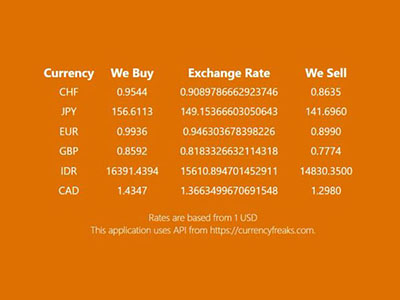 Currency We Buy Exchange Rate We Sell
CHF 0.9544 0.9089786662923746 0.8635
JPY 156.6113 149.15366603050643 141.6960
EUR 0.9936 0.946303678398226 0.8990
GBP 0.8592 0.8183326632114318 0.7774
IDR 16391.4394 15610.894701452911 14830.3500
CAD 1.4347 1.3663499670691548 1.2980
Rates are based from 1 USD
This application uses API from https://currencyfreaks.com.